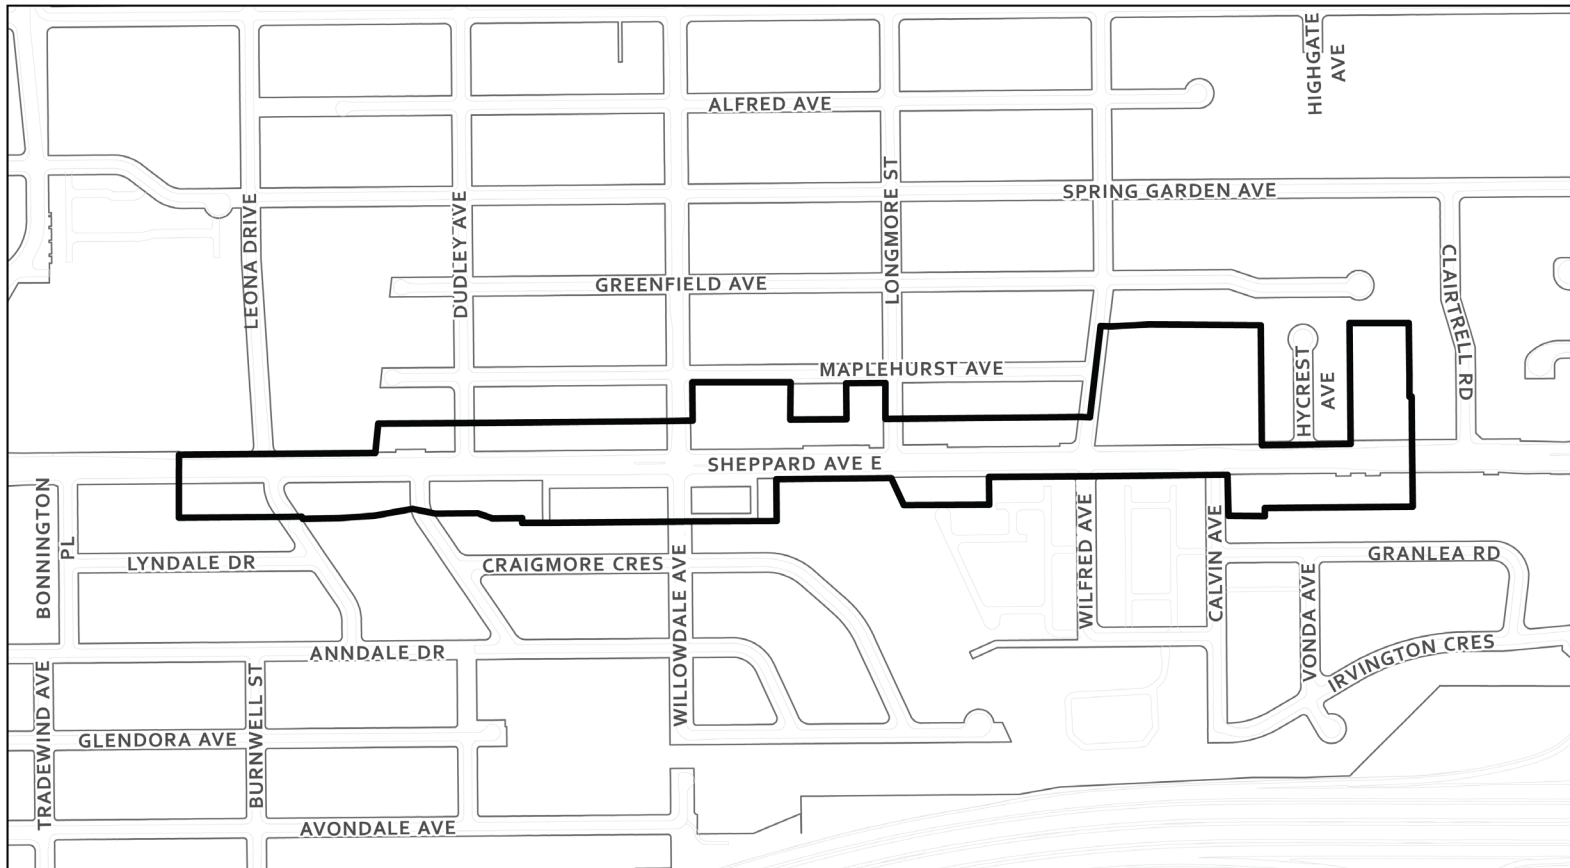 HIGHGATE
AVE
ALFRED AVE
SPRING GARDEN AVE
LEONA DRIVE
DUDLEY AVE
LONGMORE ST
GREENFIELD AVE
CLAIRTRELL RD
MAPLEHURST AVE
HYCREST
AVE
SHEPPARD AVE E
BONNINGTON
PL
LYNDALE DR
CRAIGMORE CRES
WILLOWDALE AVE
WILFRED AVE
CALVIN AVE
GRANLEA RD
VONDA AVE
IRVINGTON CRES
ANNDALE DR
TRADEWIND AVE
BURNWELL ST
GLENDORA AVE
AVONDALE AVE